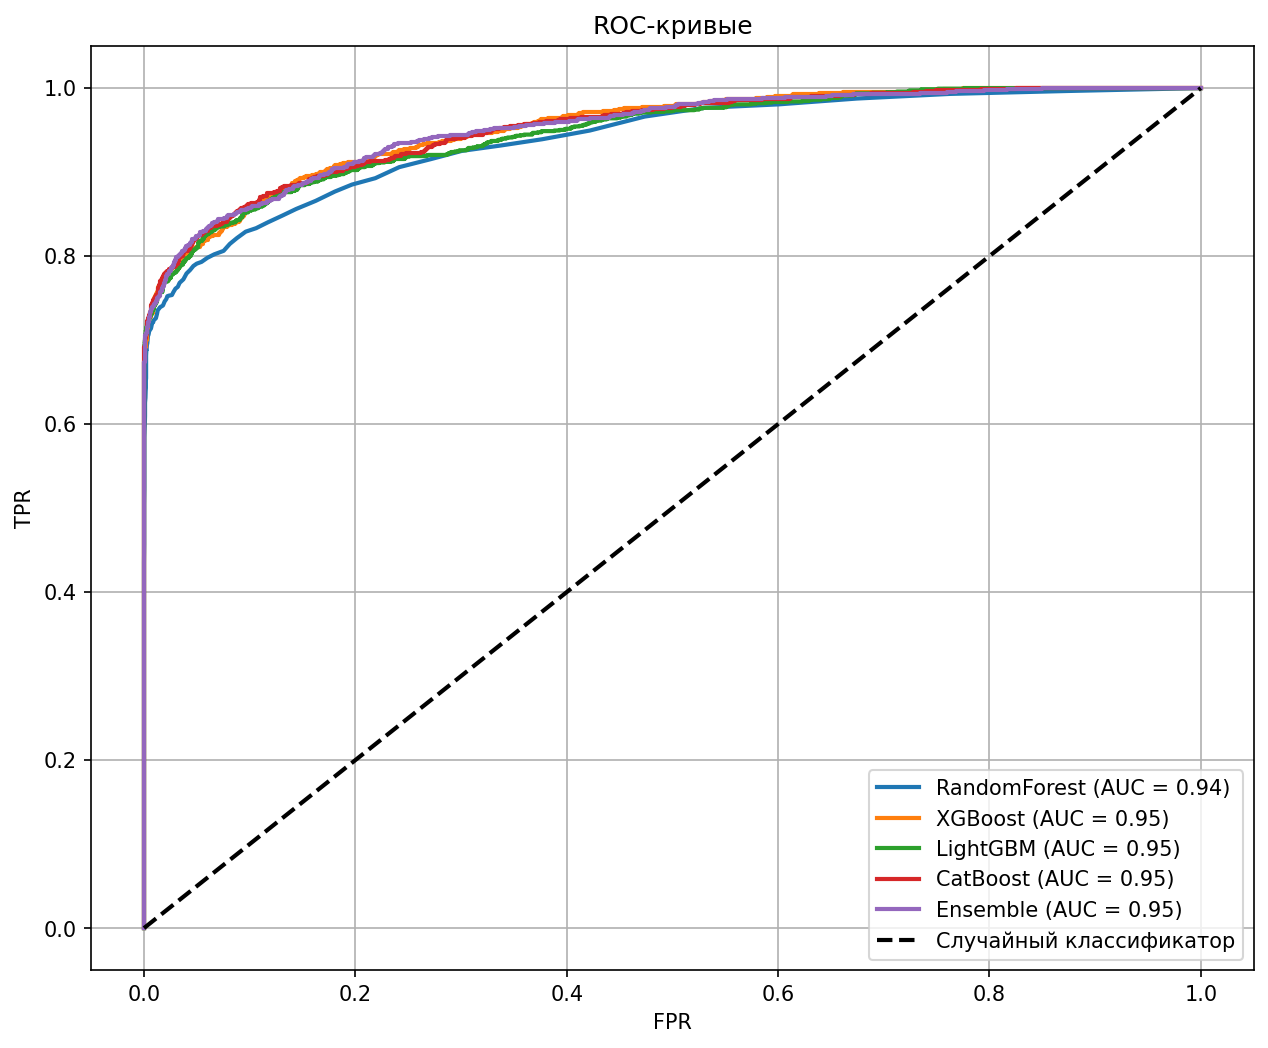 ROC-кривые
1.0
0.8
0.6
0.4
0.2
0.0
TPR
0.0 0.2 0.4 0.6 0.8 1.0
FPR
RandomForest (AUC = 0.94)
XGBoost (AUC = 0.95)
LightGBM (AUC = 0.95)
CatBoost (AUC = 0.95)
Ensemble (AUC = 0.95)
Случайный классификатор